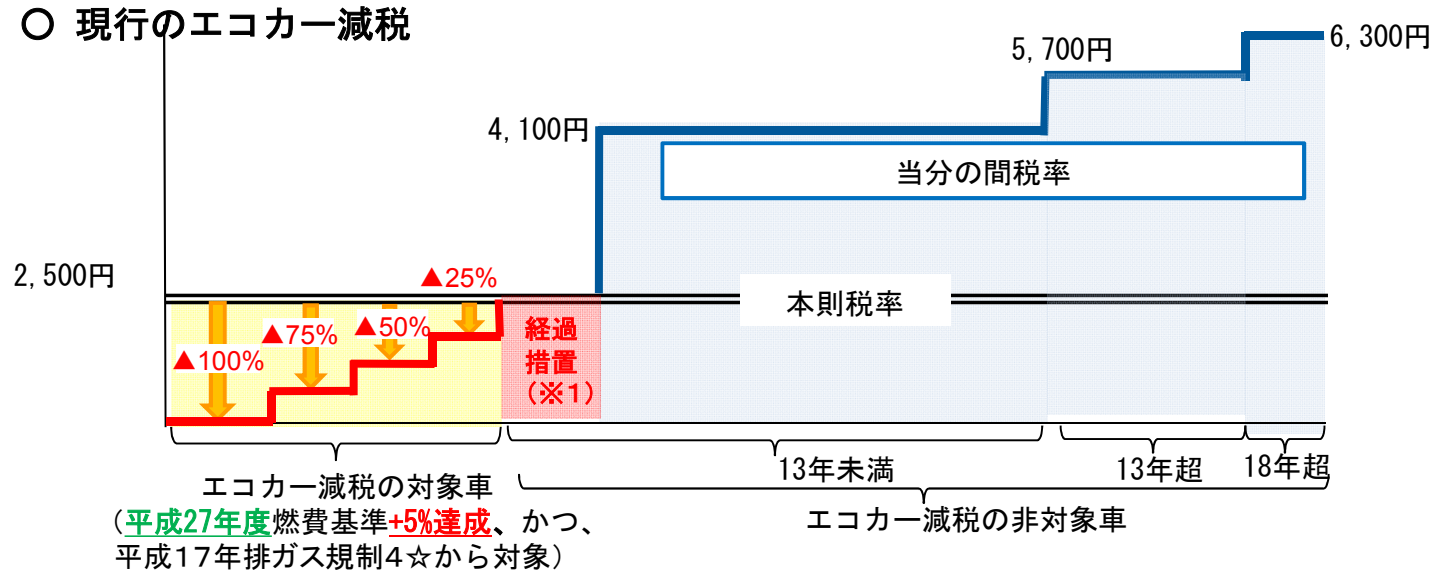 ○ 現行のエコカー減税
6,300円
5,700円
4,100円
当分の間税率
2,500円
▲25%
本則税率
▲50%
▲75%
▲100%
経過
措置
(※1)
13年未満
13年超
18年超
エコカー減税の対象車
(平成27年度燃費基準+5%達成、かつ、
平成17年排ガス規制4☆から対象)
エコカー減税の非対象車